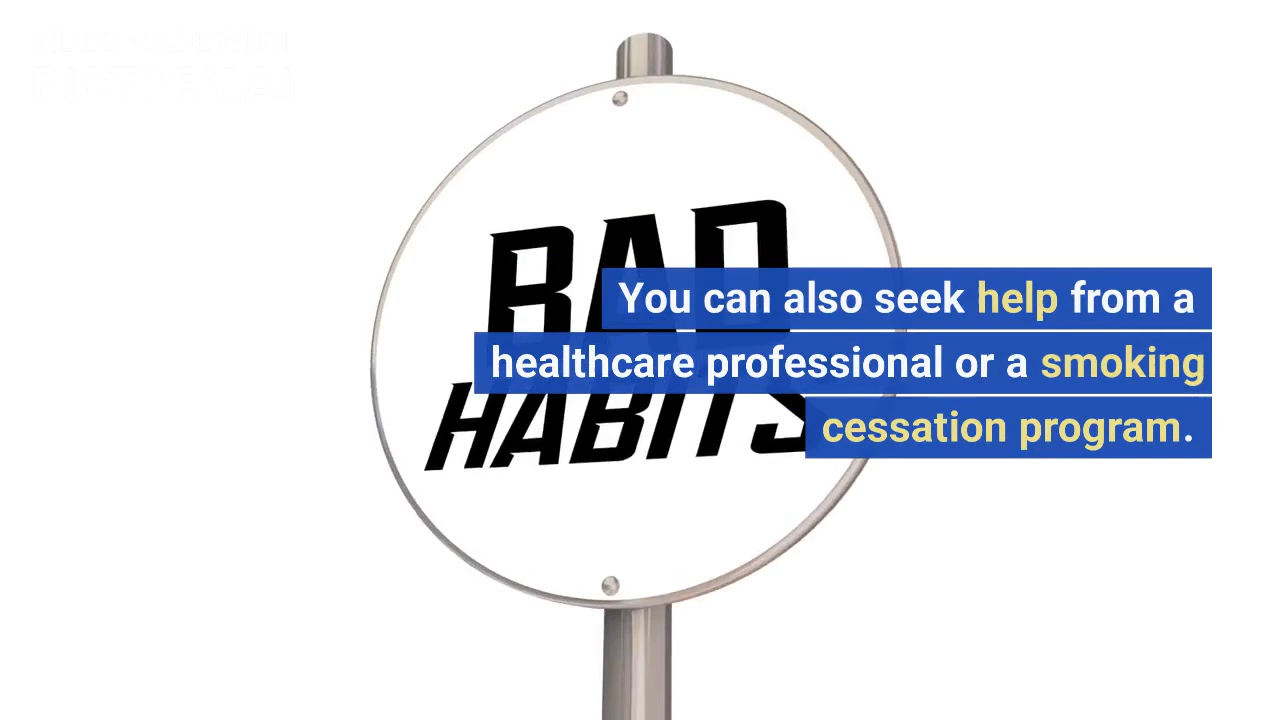 BAD
HABITS
You can also seek help from a
healthcare professional or a smoking
cessation program.